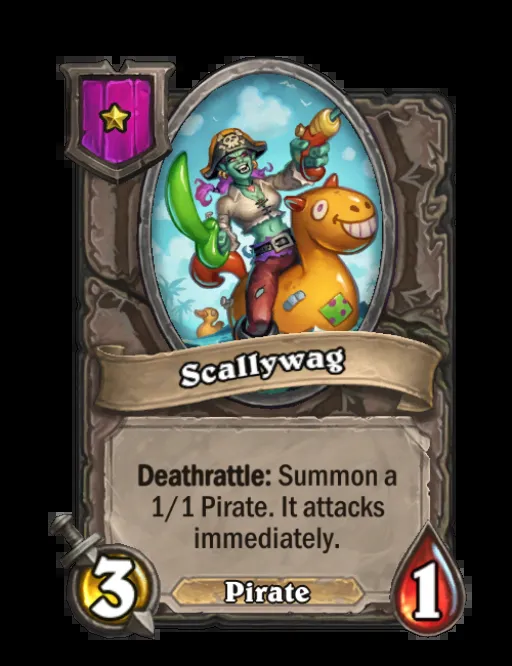 Scallywag
Deathrattle: Summon a
1/1 Pirate. It attacks
immediately.
3
Pirate
1